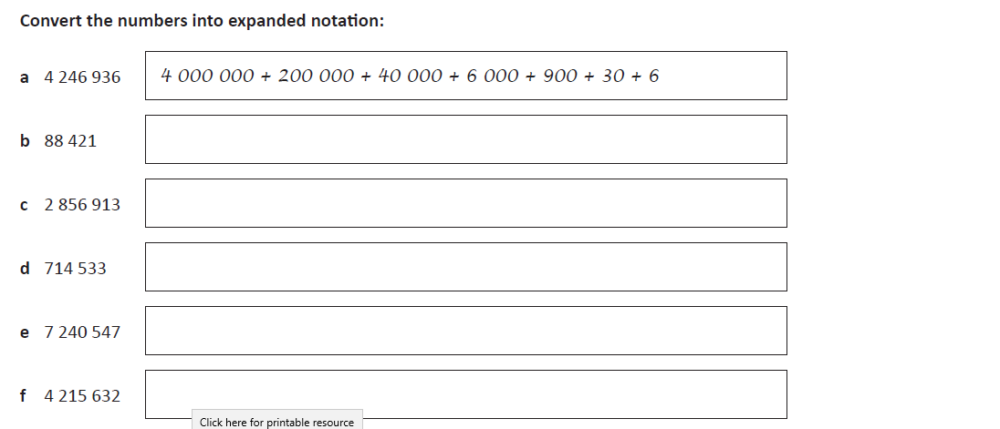 Convert the numbers into expanded notation:
a 4 246 936 4 000 000 + 200 000 + 40 000 + 6 000 + 900 + 30 + 6
b 88 421
c 2 856 913
d 714 533
e 7 240 547
f 4 215 632
Click here for printable resource